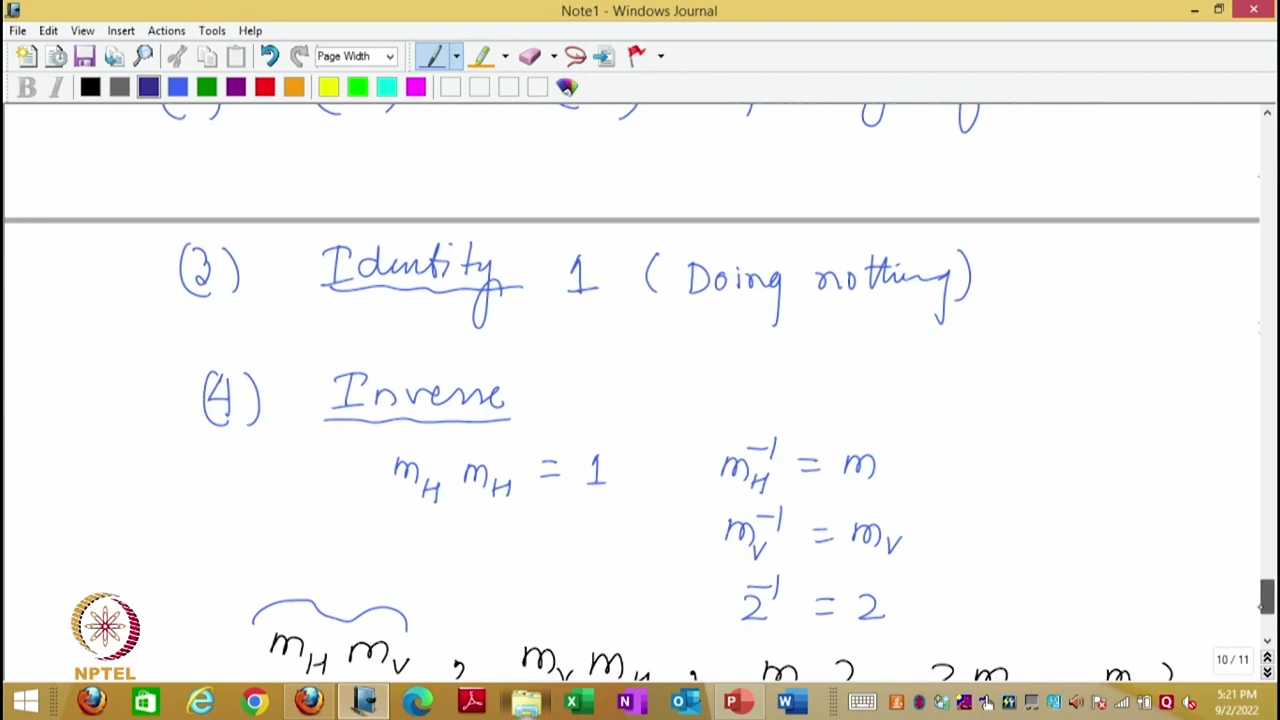 Note1 - Windows Journal
File Edit View Insert Actions Tools Help
Page Width
B I
(3) Identity 1 (Doing nothing)
(4) Inverse
m_H m_H = 1 m_H^{-1} = m
m_V^{-1} = m_V
2^{-1} = 2
m_H m_V , m_V m_H ,
NPTEL
10 / 11
5:21 PM
9/2/2022